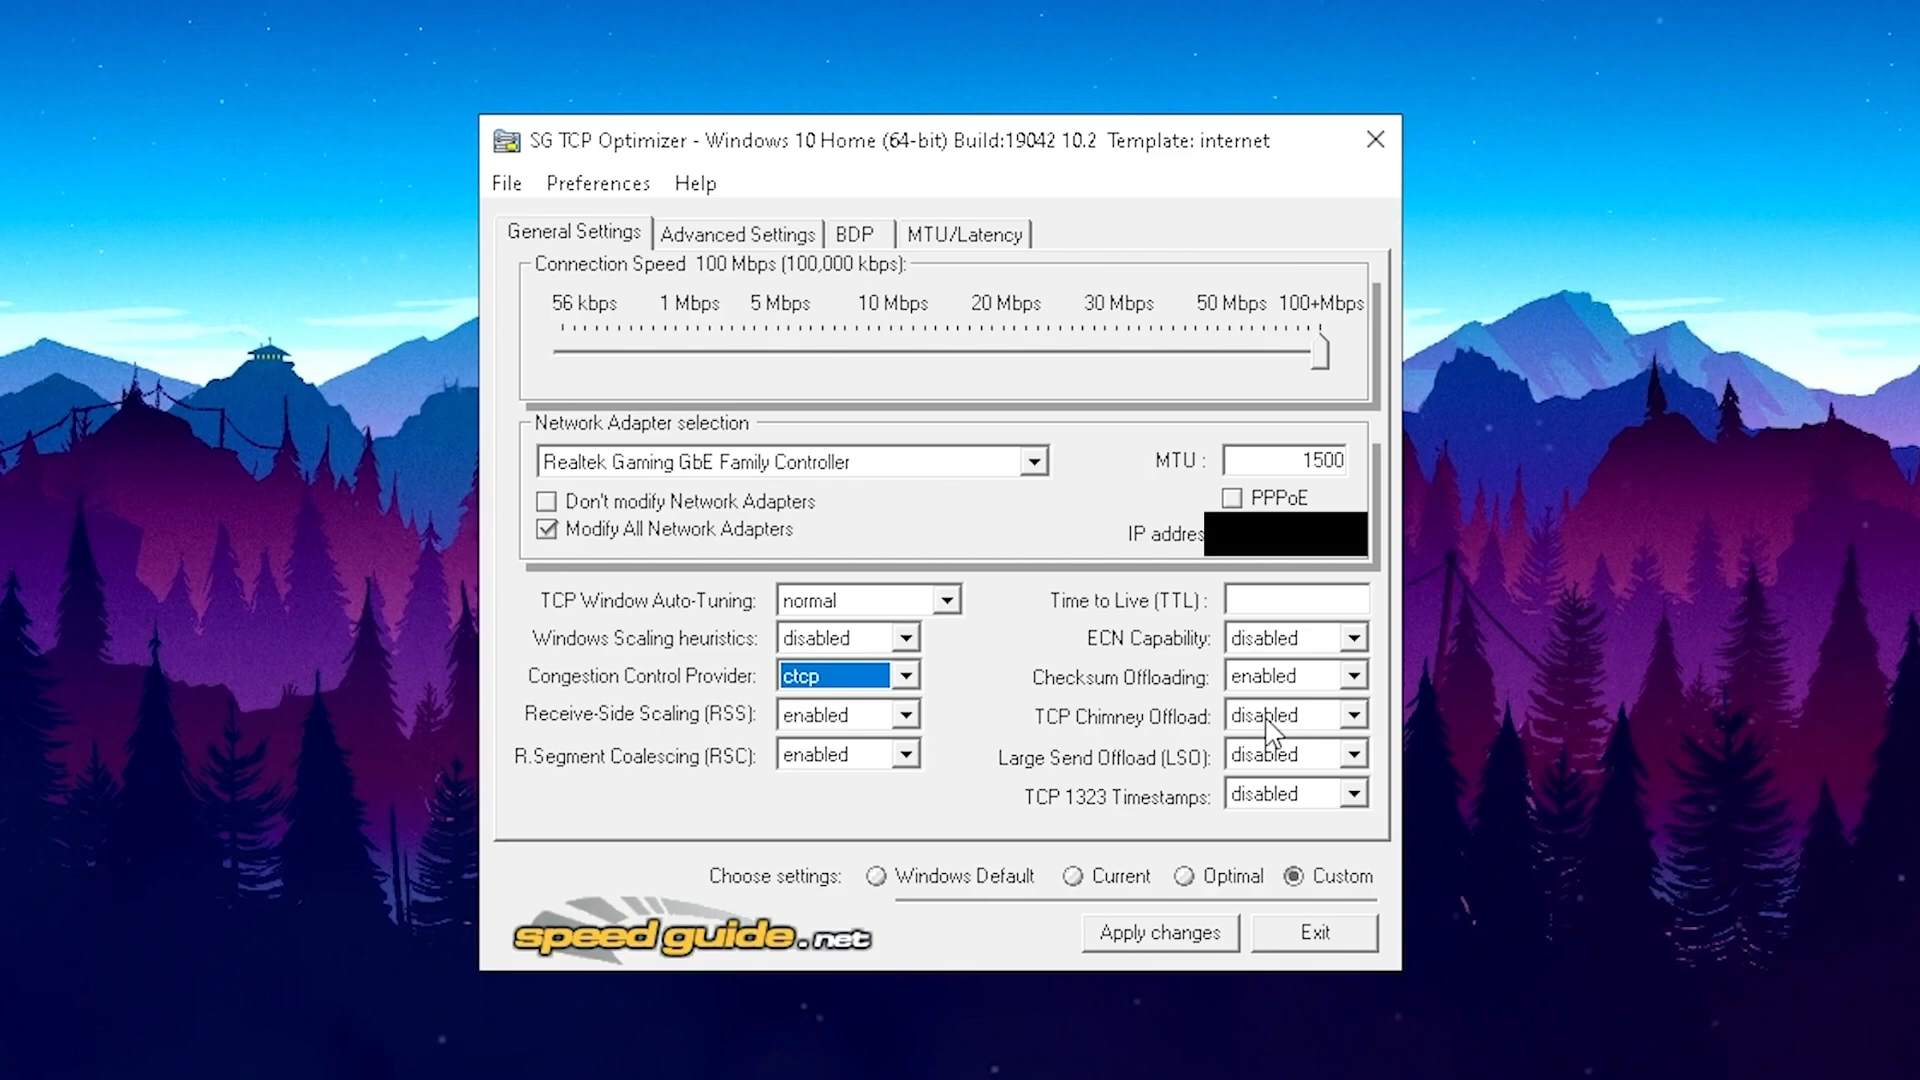 SG TCP Optimizer - Windows 10 Home (64-bit) Build:19042 10.2 Template: internet
File Preferences Help
General Settings Advanced Settings BDP MTU/Latency
Connection Speed 100 Mbps (100,000 kbps):
56 kbps 1 Mbps 5 Mbps 10 Mbps 20 Mbps 30 Mbps 50 Mbps 100+Mbps
Network Adapter selection
Realtek Gaming GbE Family Controller MTU : 1500
Don't modify Network Adapters PPPoE
Modify All Network Adapters IP addres
TCP Window Auto-Tuning: normal Time to Live (TTL) :
Windows Scaling heuristics: disabled ECN Capability: disabled
Congestion Control Provider: ctcp Checksum Offloading: enabled
Receive-Side Scaling (RSS): enabled TCP Chimney Offload: disabled
R.Segment Coalescing (RSC): enabled Large Send Offload (LSO): disabled
TCP 1323 Timestamps: disabled
Choose settings: Windows Default Current Optimal Custom
speedguide.net Apply changes Exit